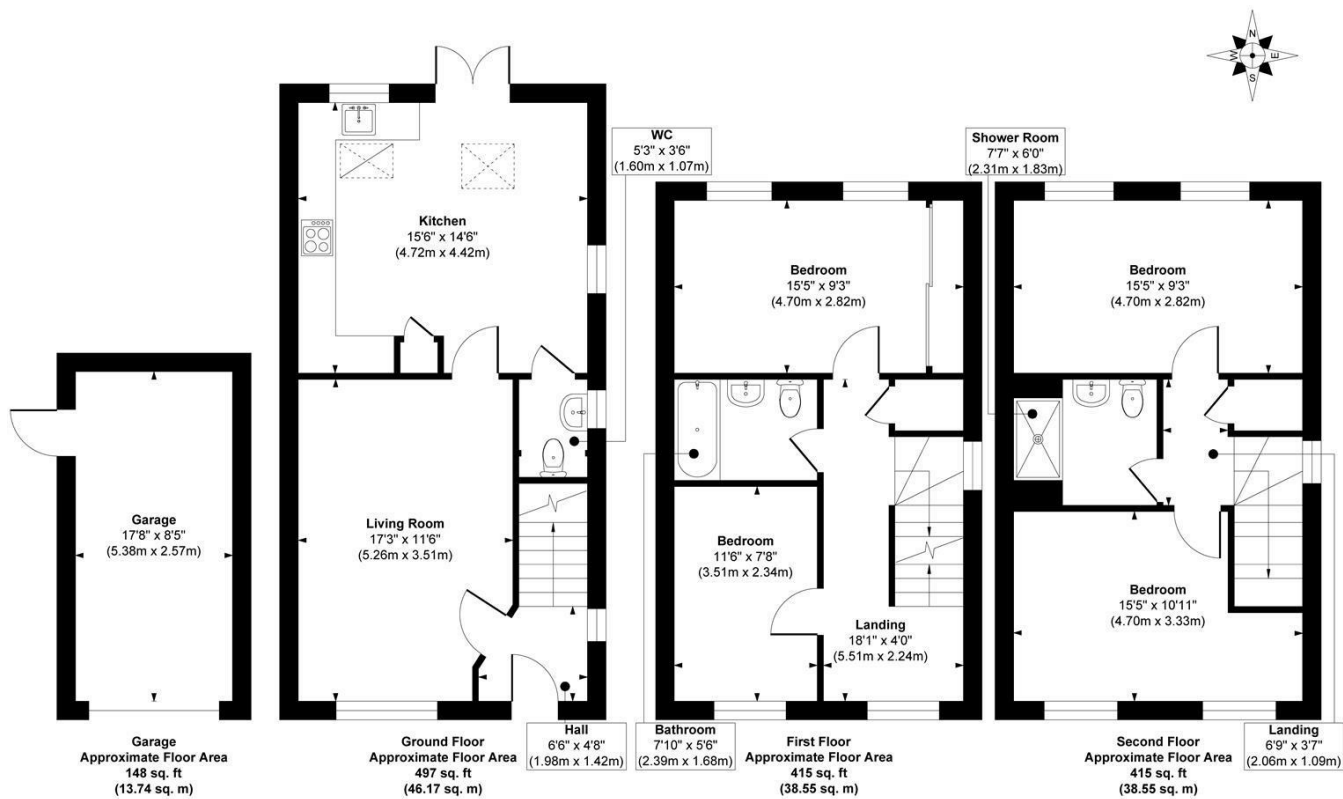 N
W
E
S
WC
5'3" x 3'6"
(1.60m x 1.07m)
Shower Room
7'7" x 6'0"
(2.31m x 1.83m)
Kitchen
15'6" x 14'6"
(4.72m x 4.42m)
Bedroom
15'5" x 9'3"
(4.70m x 2.82m)
Bedroom
15'5" x 9'3"
(4.70m x 2.82m)
Garage
17'8" x 8'5"
(5.38m x 2.57m)
Living Room
17'3" x 11'6"
(5.26m x 3.51m)
Bedroom
11'6" x 7'8"
(3.51m x 2.34m)
Landing
18'1" x 4'0"
(5.51m x 2.24m)
Bedroom
15'5" x 10'11"
(4.70m x 3.33m)
Hall
6'6" x 4'8"
(1.98m x 1.42m)
Bathroom
7'10" x 5'6"
(2.39m x 1.68m)
Landing
6'9" x 3'7"
(2.06m x 1.09m)
Garage
Approximate Floor Area
148 sq. ft
(13.74 sq. m)
Ground Floor
Approximate Floor Area
497 sq. ft
(46.17 sq. m)
First Floor
Approximate Floor Area
415 sq. ft
(38.55 sq. m)
Second Floor
Approximate Floor Area
415 sq. ft
(38.55 sq. m)